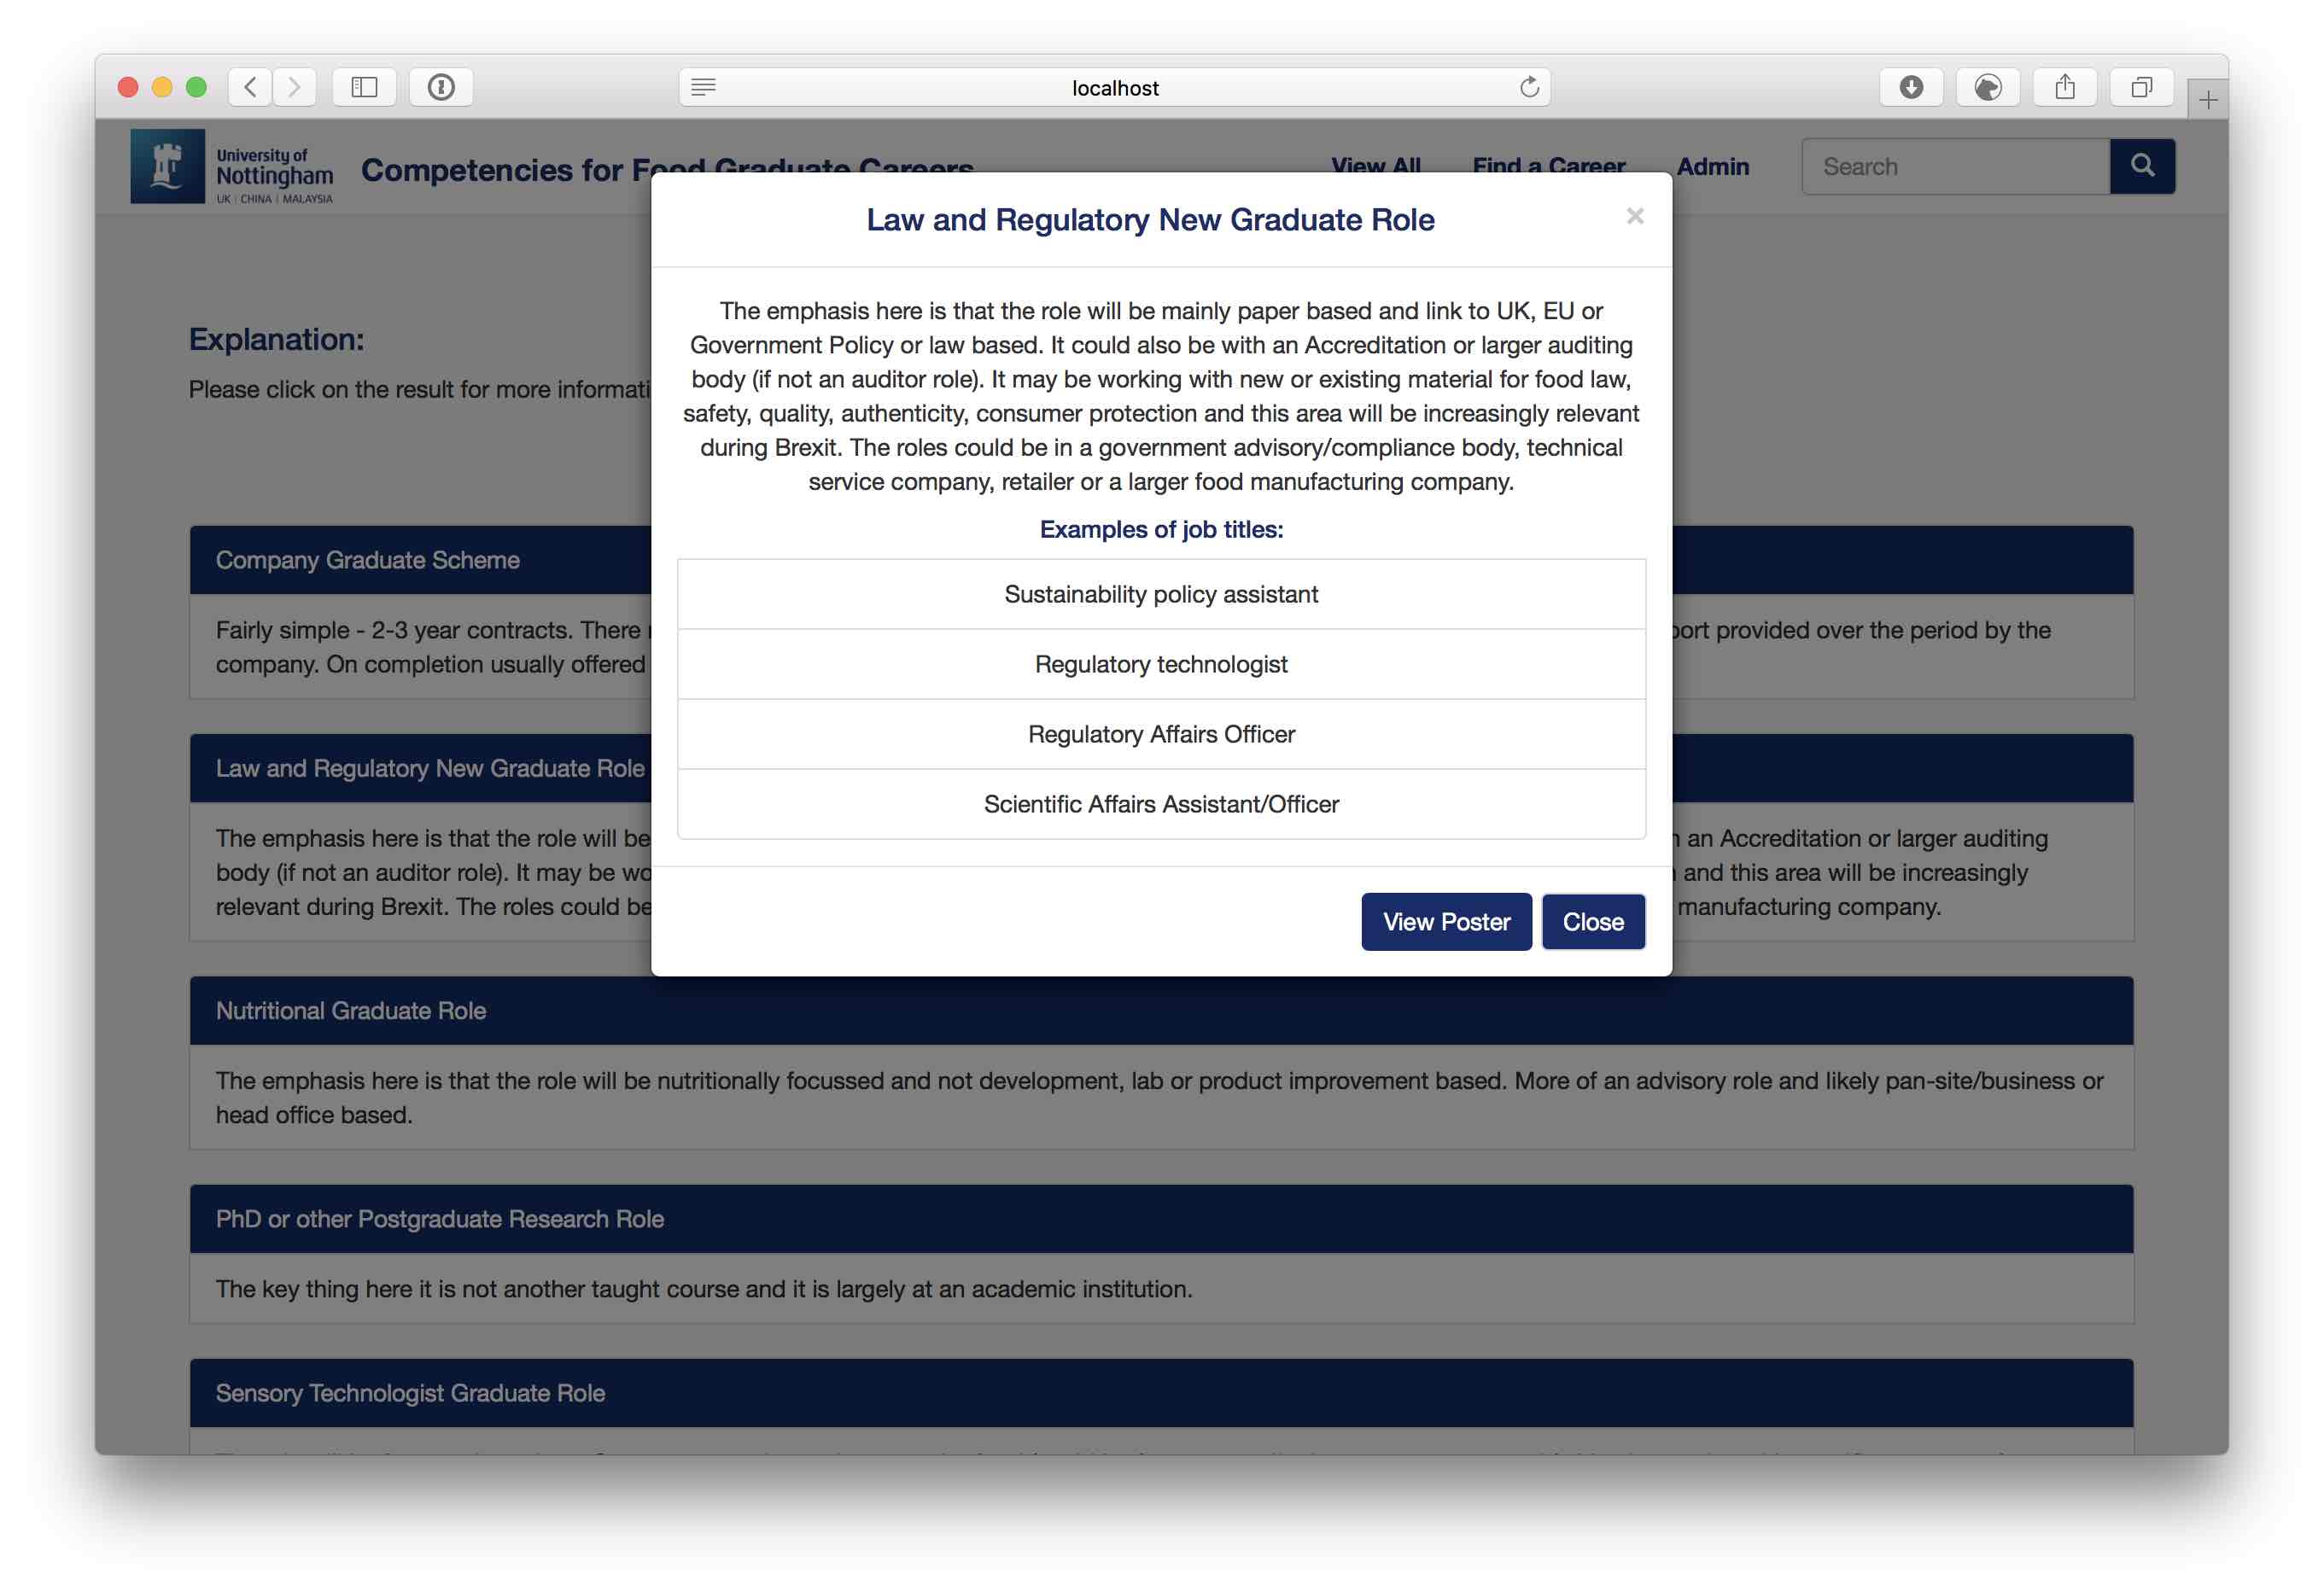 localhost
University of
Nottingham
UK | CHINA | MALAYSIA
Competencies for Food Graduate Careers
View All
Find a Career
Admin
Search
Law and Regulatory New Graduate Role
×
The emphasis here is that the role will be mainly paper based and link to UK, EU or
Government Policy or law based. It could also be with an Accreditation or larger auditing
body (if not an auditor role). It may be working with new or existing material for food law,
safety, quality, authenticity, consumer protection and this area will be increasingly relevant
during Brexit. The roles could be in a government advisory/compliance body, technical
service company, retailer or a larger food manufacturing company.
Examples of job titles:
Sustainability policy assistant
Regulatory technologist
Regulatory Affairs Officer
Scientific Affairs Assistant/Officer
View Poster
Close
Explanation:
Please click on the result for more
Company Graduate Scheme
Fairly simple - 2-3 year contracts. There
provided over the period by the
company. On completion usually offered
Law and Regulatory New Graduate Role
The emphasis here is that the role will be
an Accreditation or larger auditing
body (if not an auditor role). It may be
and this area will be increasingly
relevant during Brexit. The roles could be
manufacturing company.
Nutritional Graduate Role
The emphasis here is that the role will be nutritionally focussed and not development, lab or product improvement based. More of an advisory role and likely pan-site/business or
head office based.
PhD or other Postgraduate Research Role
The key thing here it is not another taught course and it is largely at an academic institution.
Sensory Technologist Graduate Role